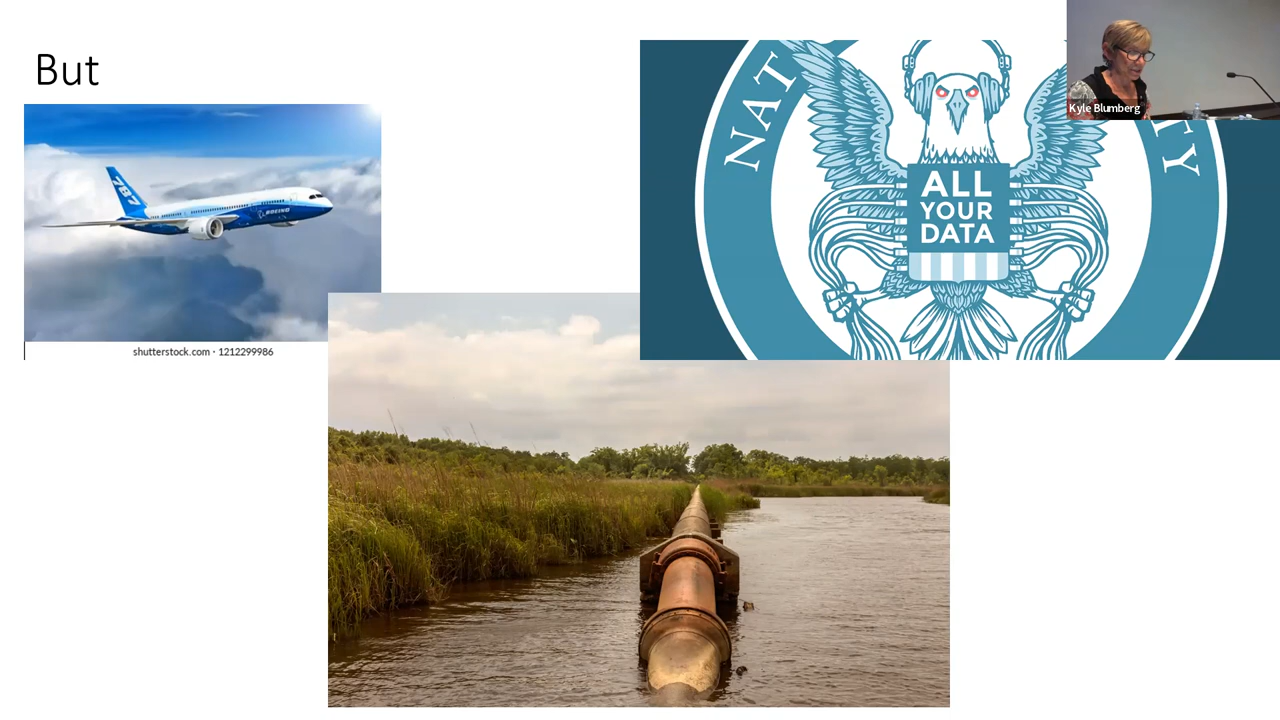 But
787
BOEING
shutterstock.com · 1212299986
NAT
TY
ALL
YOUR
DATA
Kyle Blumberg